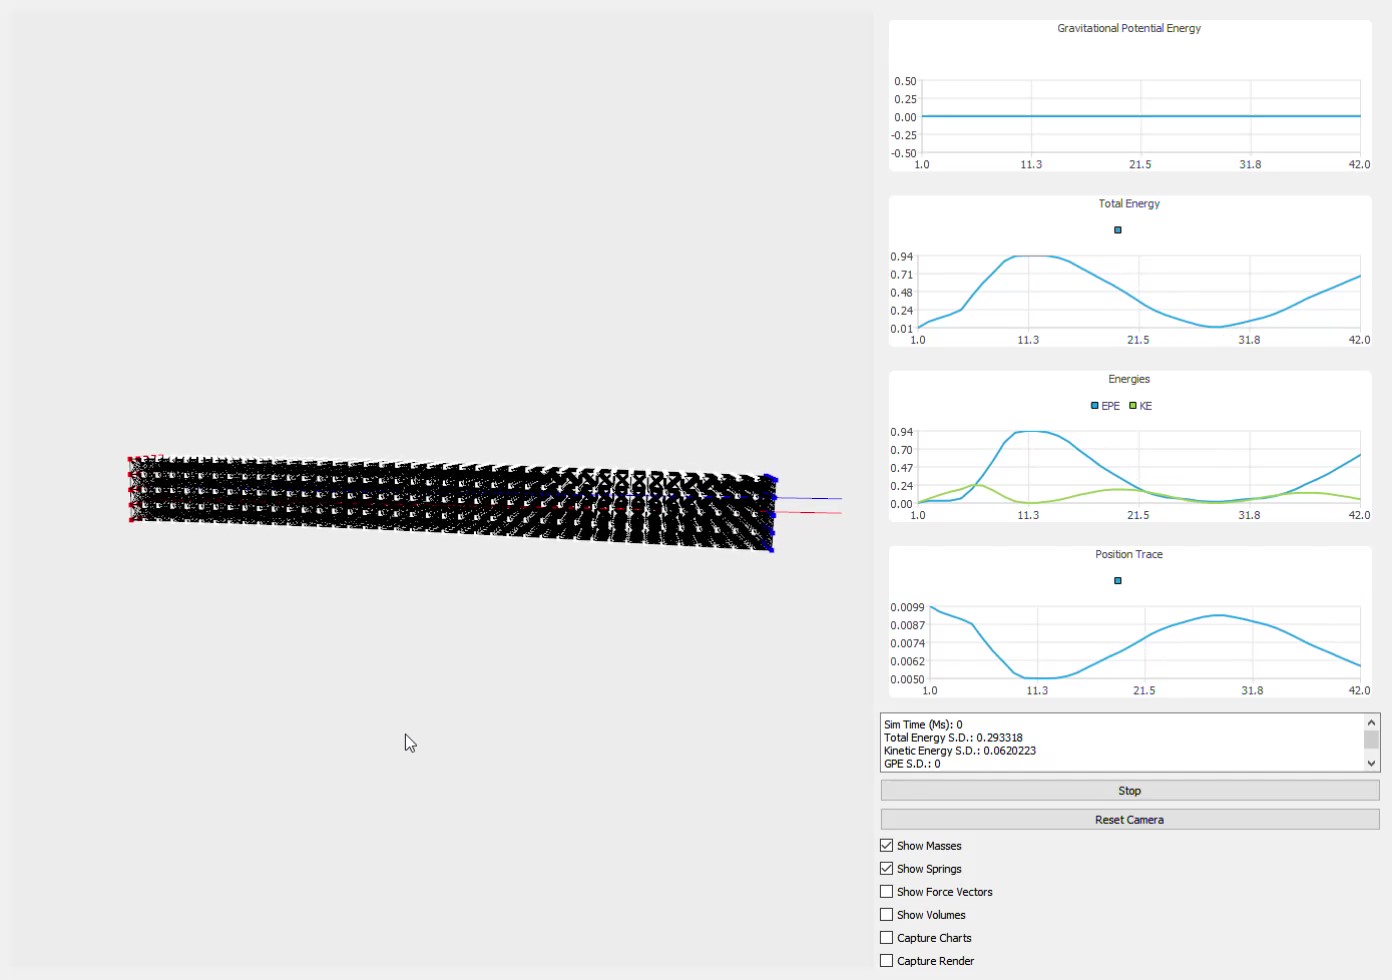 Gravitational Potential Energy
0.50
0.25
0.00
-0.25
-0.50
1.0 11.3 21.5 31.8 42.0
Total Energy
0.94
0.71
0.48
0.24
0.01
1.0 11.3 21.5 31.8 42.0
Energies
EPE KE
0.94
0.70
0.47
0.24
0.00
1.0 11.3 21.5 31.8 42.0
Position Trace
0.0099
0.0087
0.0074
0.0062
0.0050
1.0 11.3 21.5 31.8 42.0
Sim Time (Ms): 0
Total Energy S.D.: 0.293318
Kinetic Energy S.D.: 0.0620223
GPE S.D.: 0
Stop
Reset Camera
Show Masses
Show Springs
Show Force Vectors
Show Volumes
Capture Charts
Capture Render